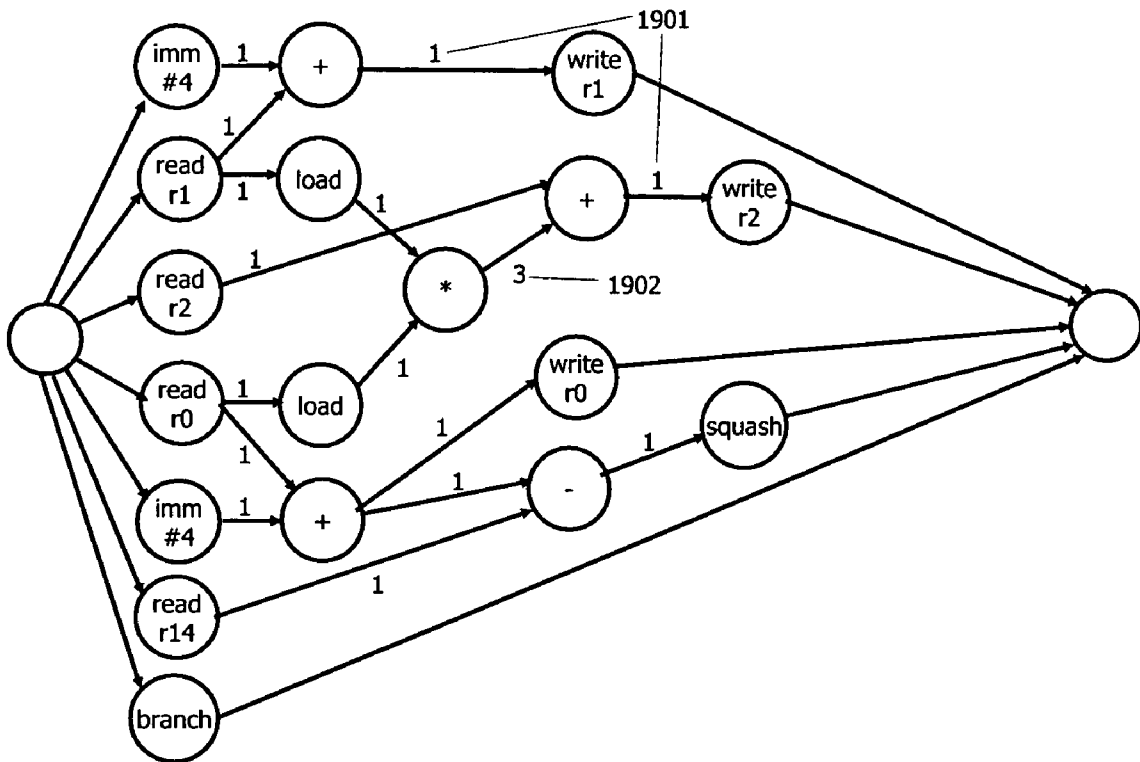 1901
imm
#4
1
+
1
write
r1
1
read
r1
1
load
1
+
1
write
r2
1
read
r2
*
3
1902
read
r0
1
load
1
write
r0
1
1
squash
1
1
-
imm
#4
1
+
read
r14
1
branch